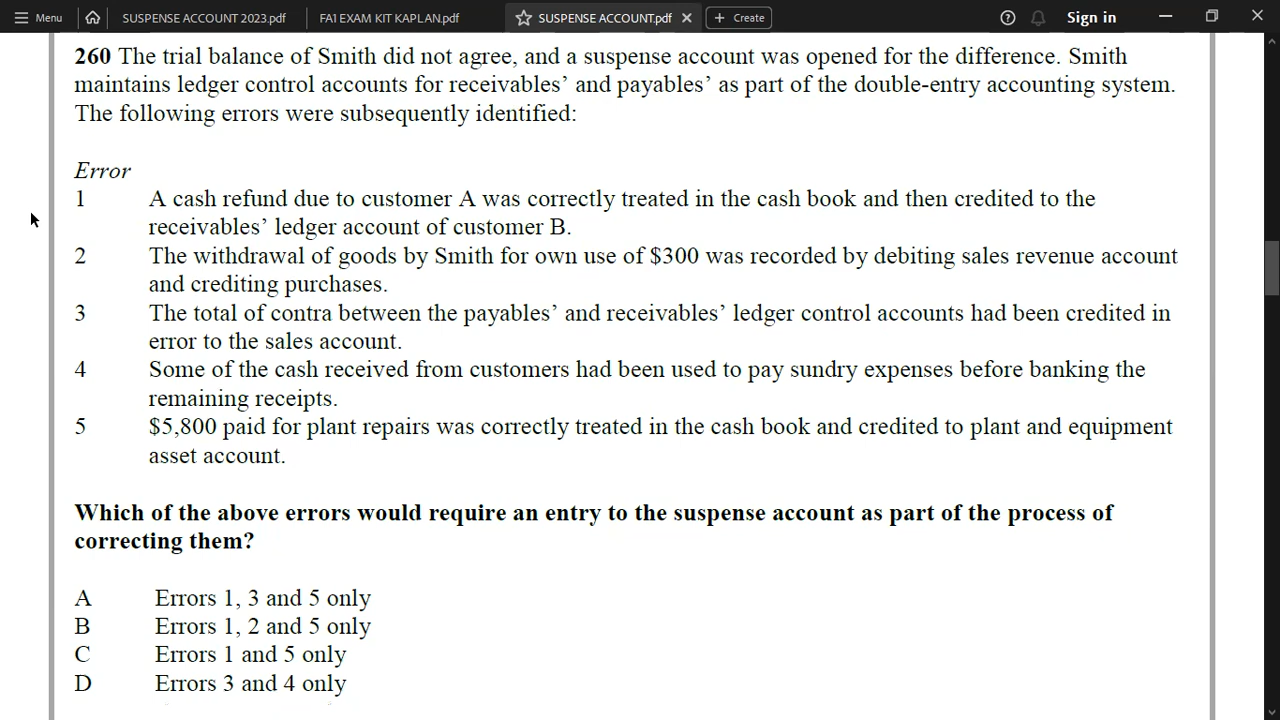 Menu SUSPENSE ACCOUNT 2023.pdf FA1 EXAM KIT KAPLAN.pdf SUSPENSE ACCOUNT.pdf Create Sign in
260 The trial balance of Smith did not agree, and a suspense account was opened for the difference. Smith
maintains ledger control accounts for receivables’ and payables’ as part of the double-entry accounting system.
The following errors were subsequently identified:
Error
1 A cash refund due to customer A was correctly treated in the cash book and then credited to the
receivables’ ledger account of customer B.
2 The withdrawal of goods by Smith for own use of $300 was recorded by debiting sales revenue account
and crediting purchases.
3 The total of contra between the payables’ and receivables’ ledger control accounts had been credited in
error to the sales account.
4 Some of the cash received from customers had been used to pay sundry expenses before banking the
remaining receipts.
5 $5,800 paid for plant repairs was correctly treated in the cash book and credited to plant and equipment
asset account.
Which of the above errors would require an entry to the suspense account as part of the process of
correcting them?
A Errors 1, 3 and 5 only
B Errors 1, 2 and 5 only
C Errors 1 and 5 only
D Errors 3 and 4 only